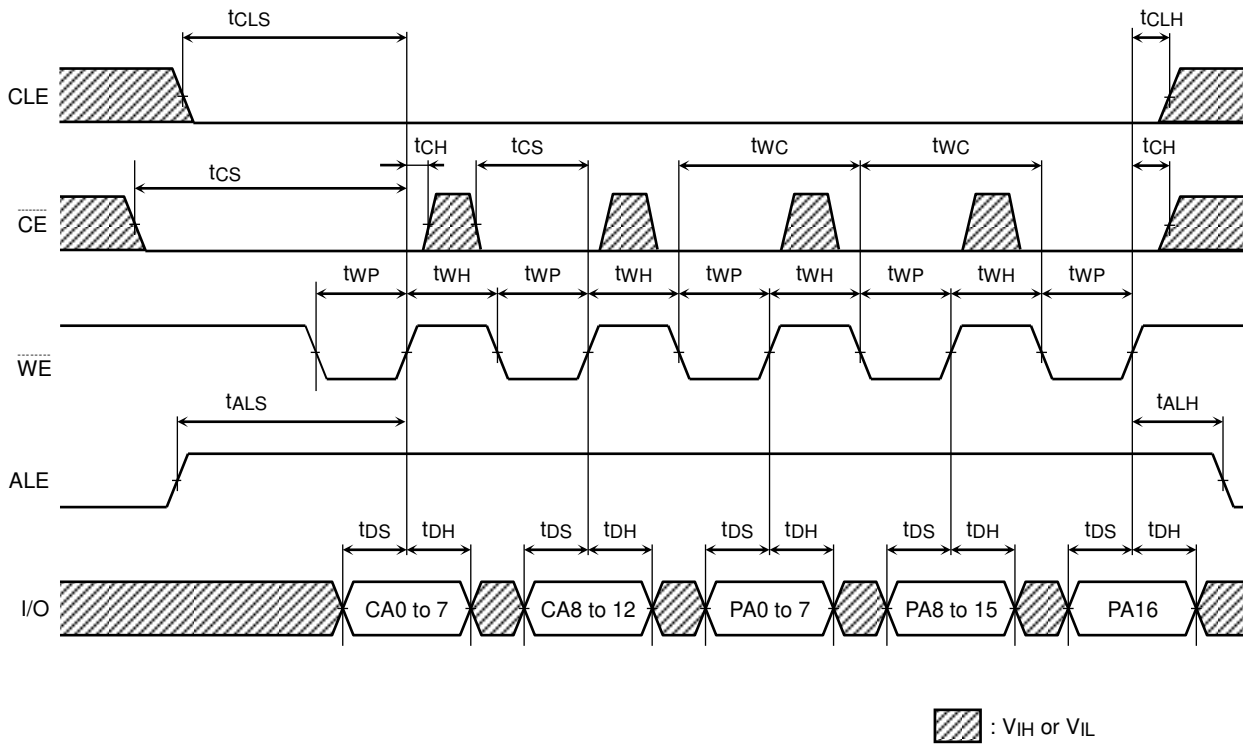 tCLS tCLH
CLE
tCH tCS tWC tWC tCH
tCS
CE
tWP tWH tWP tWH tWP tWH tWP tWH tWP
WE
tALS tALH
ALE
tDS tDH tDS tDH tDS tDH tDS tDH tDS tDH
I/O CA0 to 7 CA8 to 12 PA0 to 7 PA8 to 15 PA16
: VIH or VIL